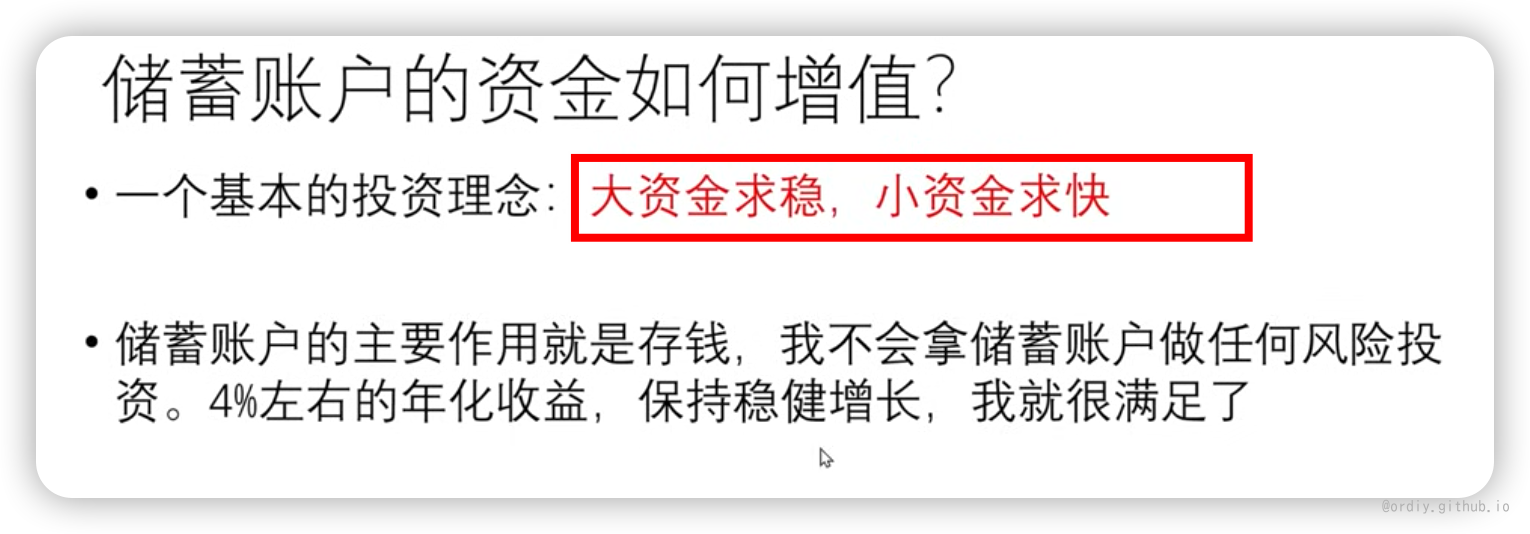 储蓄账户的资金如何增值？
• 一个基本的投资理念：大资金求稳，小资金求快
• 储蓄账户的主要作用就是存钱，我不会拿储蓄账户做任何风险投
资。4%左右的年化收益，保持稳健增长，我就很满足了
@ordiy.github.io